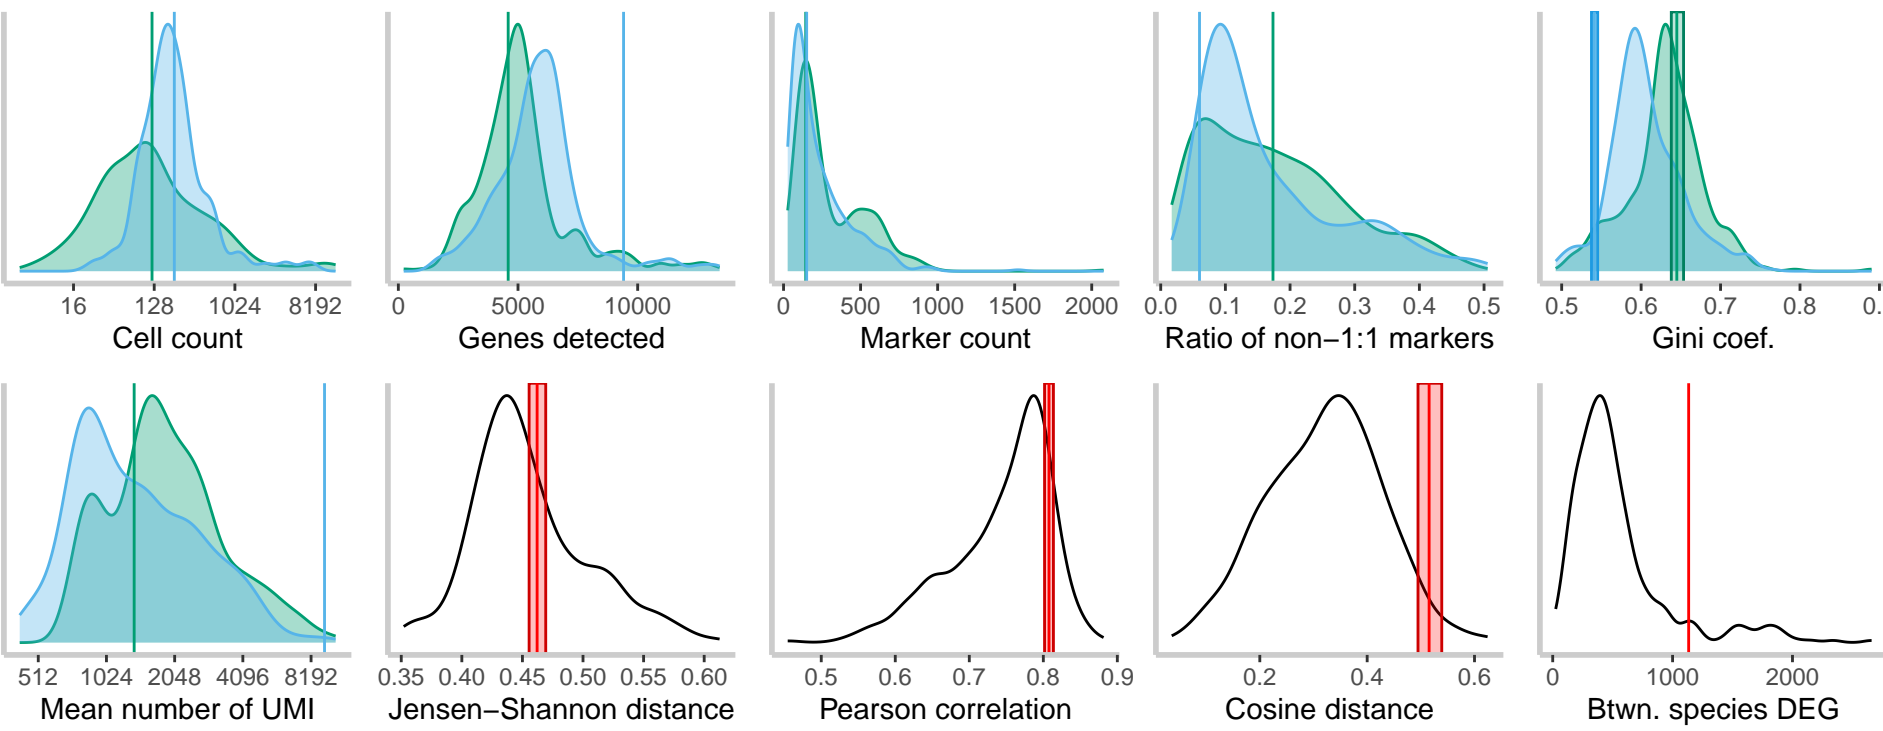 16 128 1024 8192
Cell count
0 5000 10000
Genes detected
0 500 1000 1500 2000
Marker count
0.0 0.1 0.2 0.3 0.4 0.5
Ratio of non−1:1 markers
0.5 0.6 0.7 0.8 0.
Gini coef.
512 1024 2048 4096 8192
Mean number of UMI
0.35 0.40 0.45 0.50 0.55 0.60
Jensen−Shannon distance
0.5 0.6 0.7 0.8 0.9
Pearson correlation
0.2 0.4 0.6
Cosine distance
0 1000 2000
Btwn. species DEG